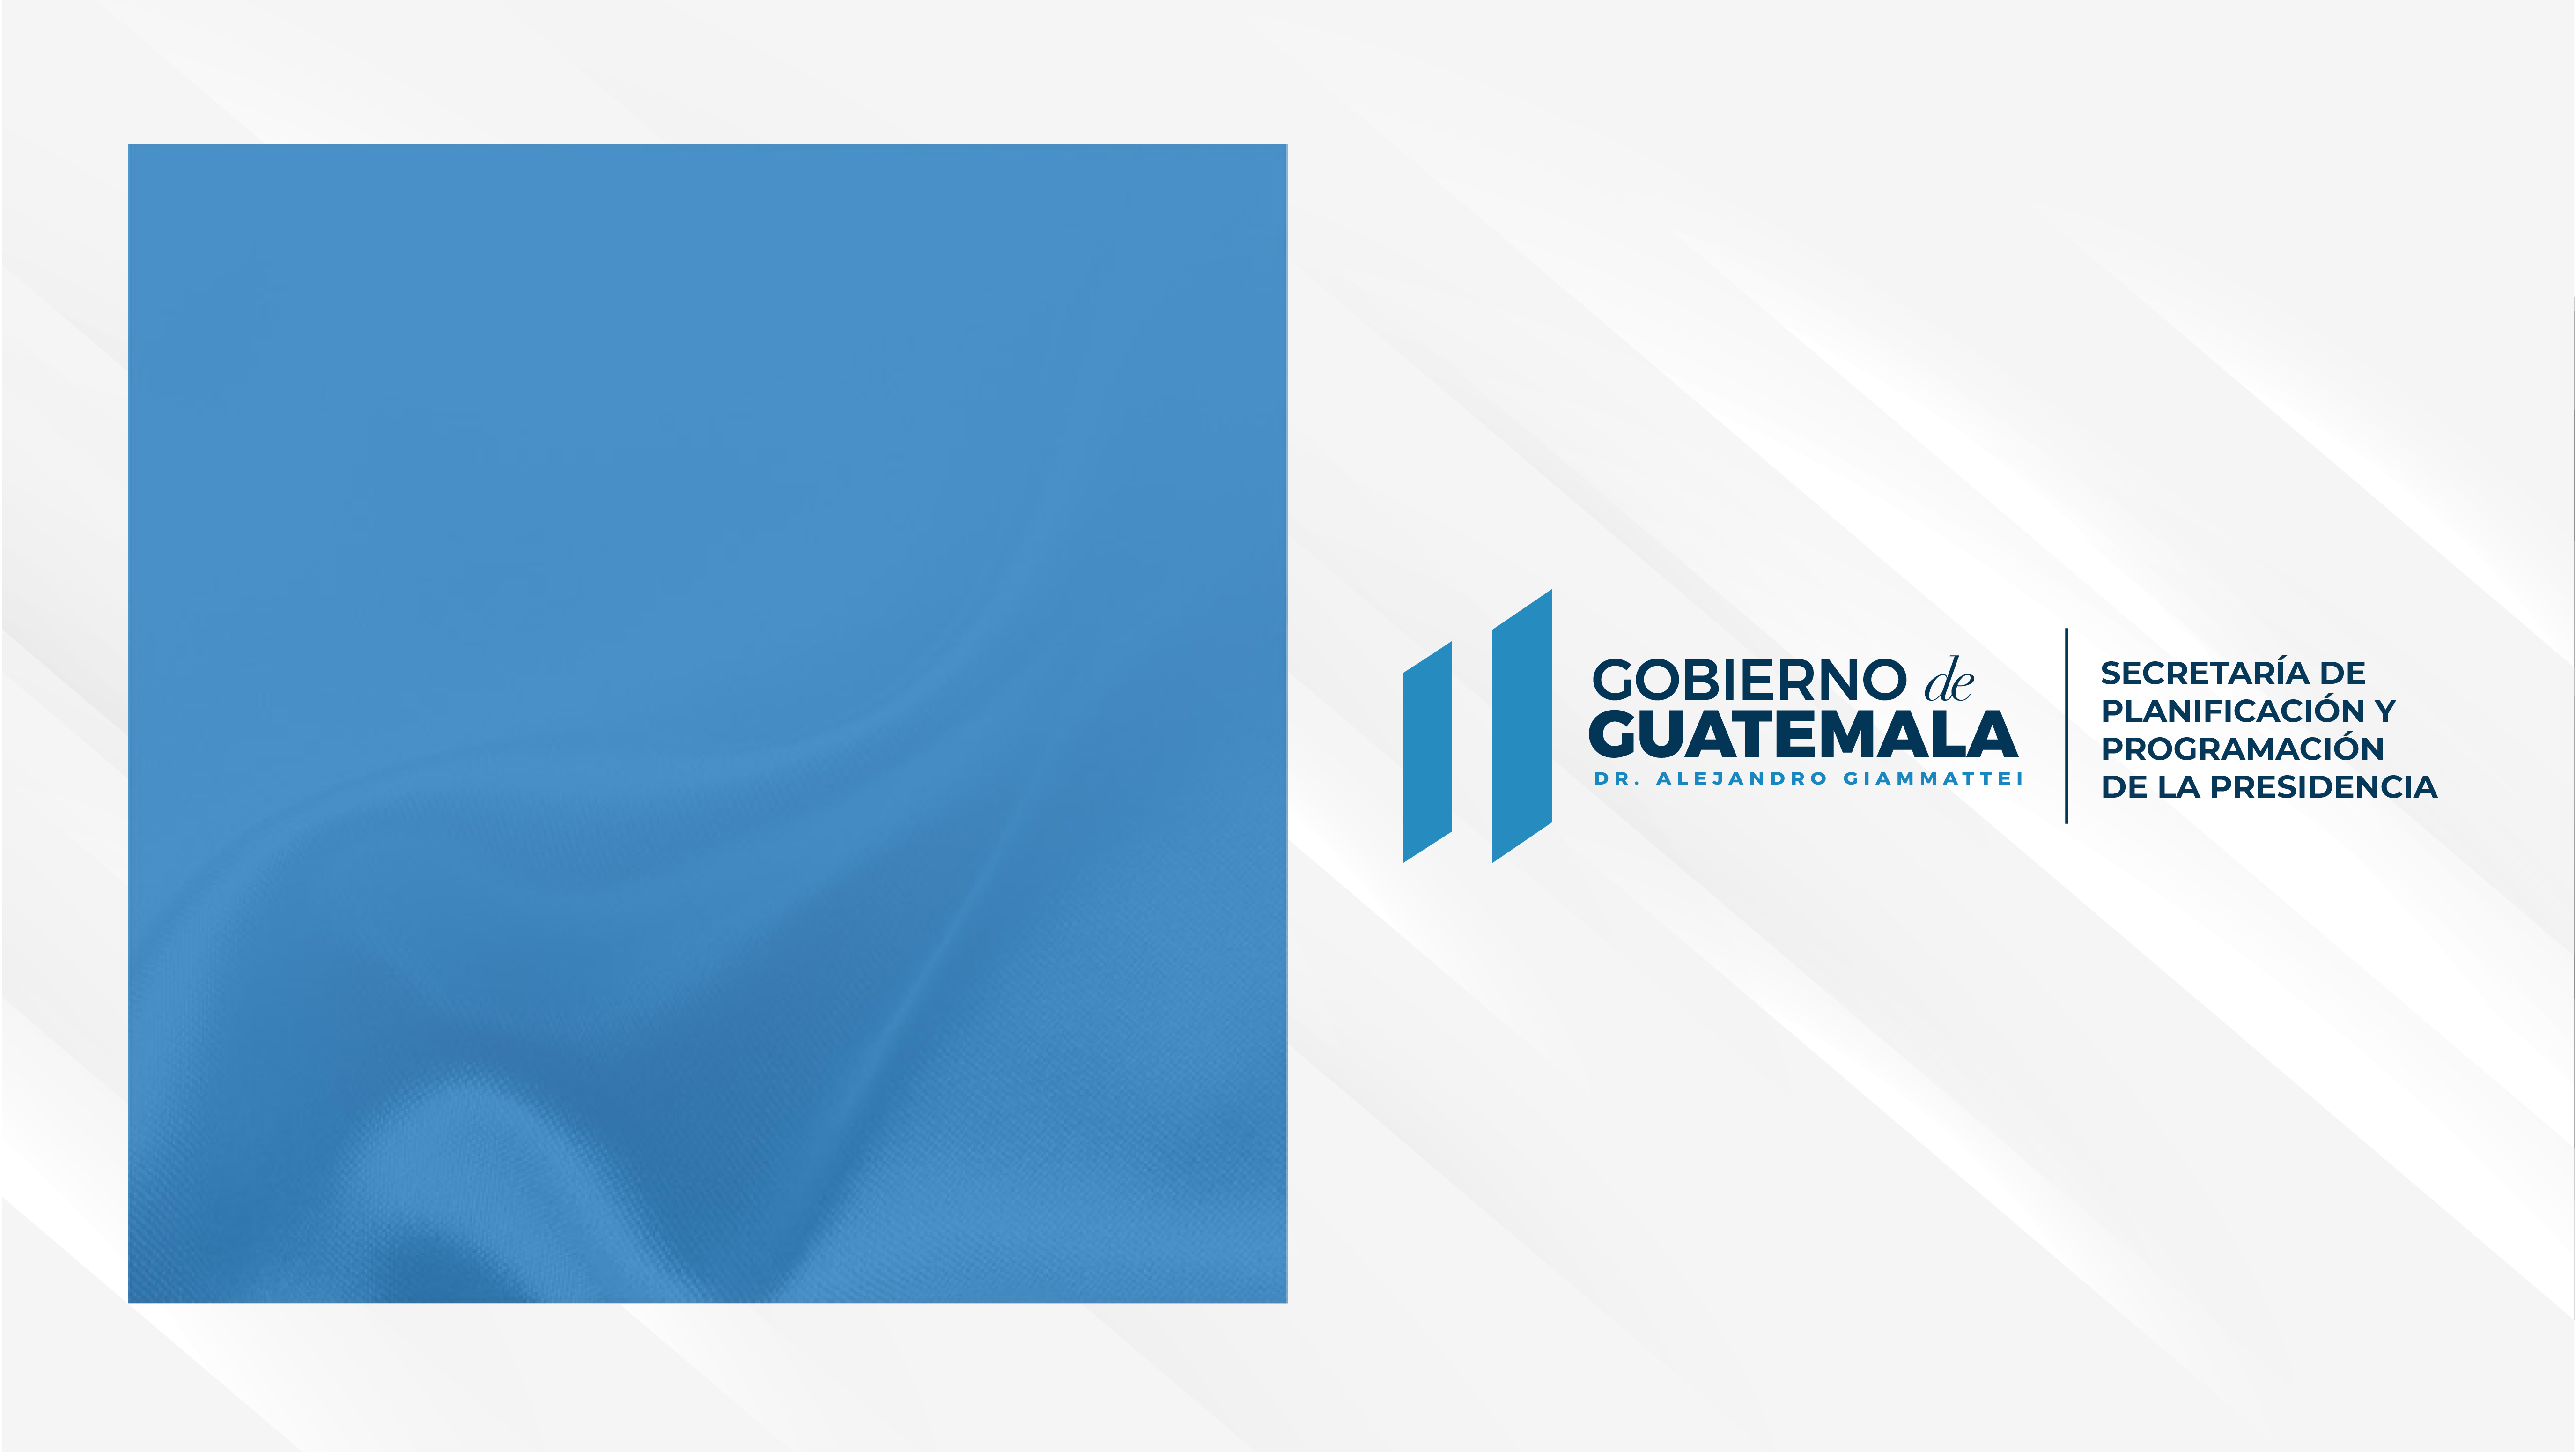 GOBIERNO de
GUATEMALA
DR. ALEJANDRO GIAMMATTEI
SECRETARÍA DE
PLANIFICACIÓN Y
PROGRAMACIÓN
DE LA PRESIDENCIA